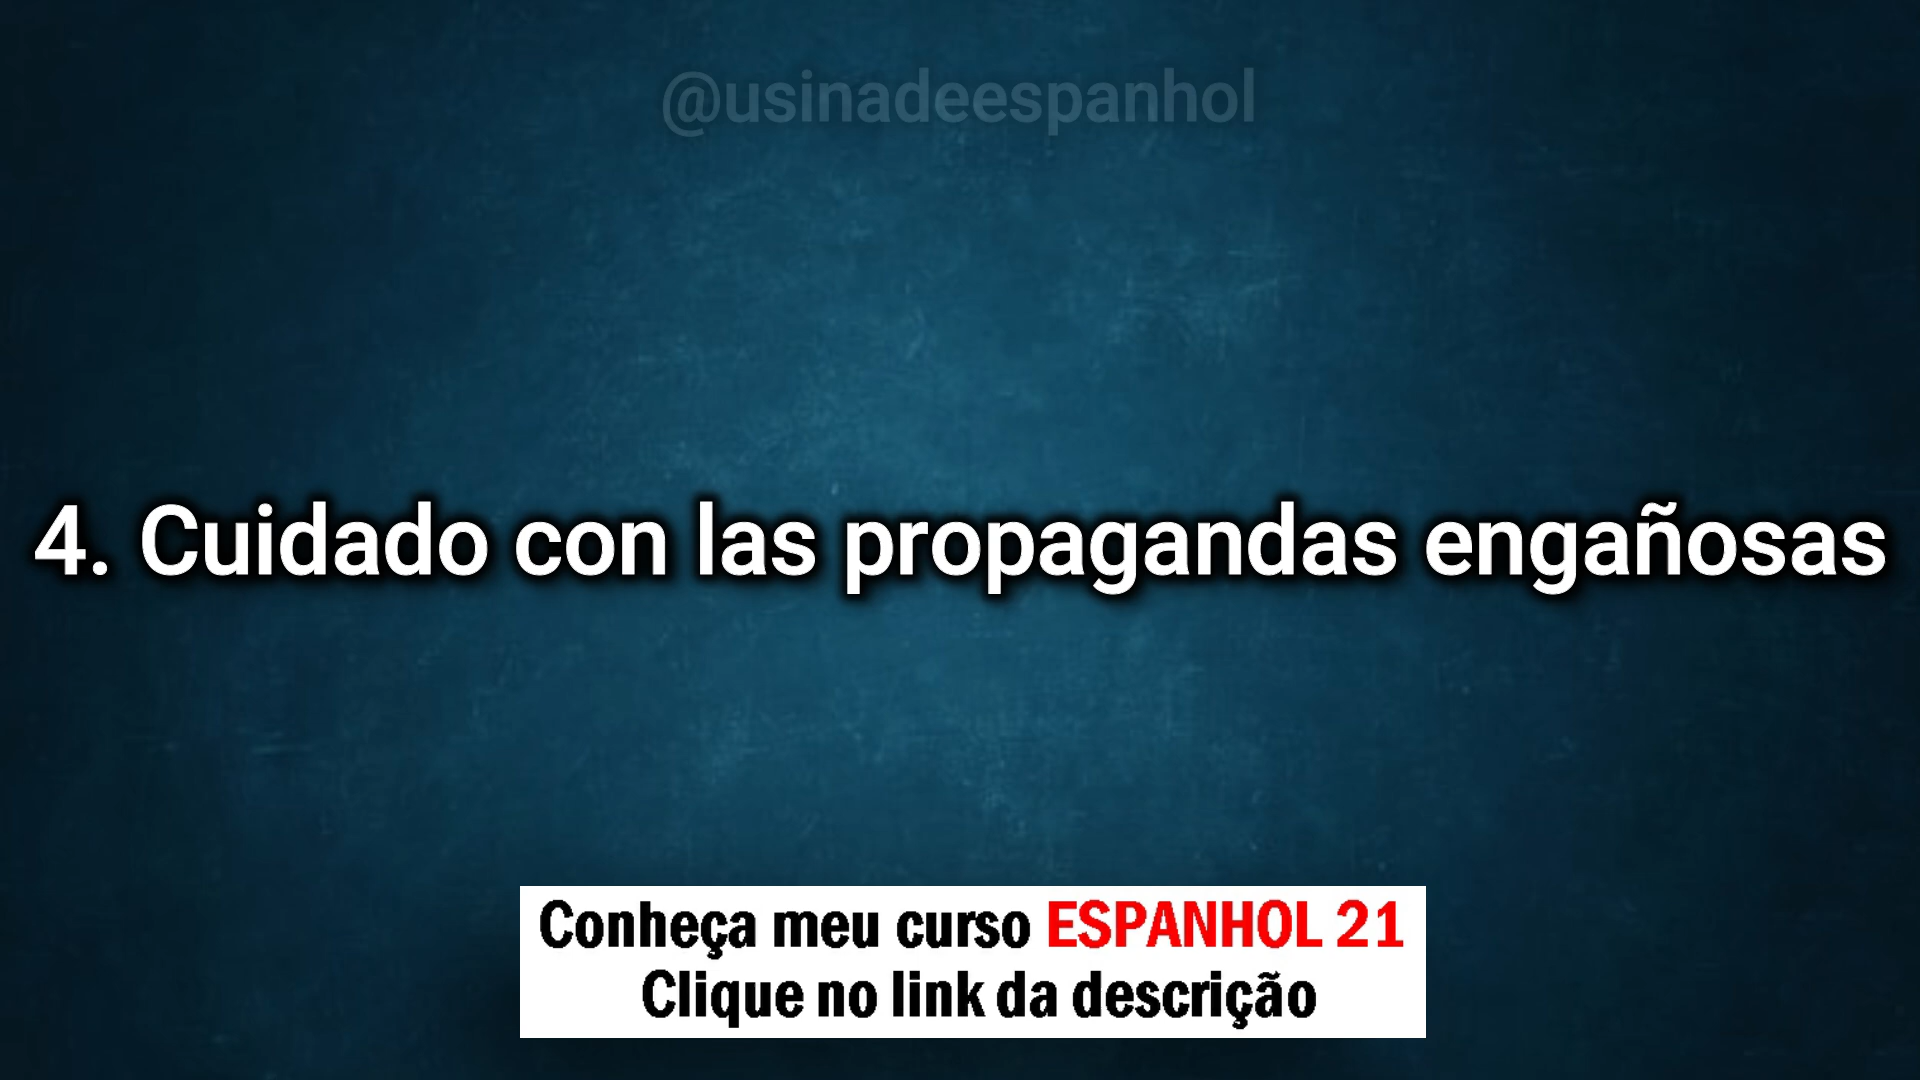 @usinadeespanhol
4. Cuidado con las propagandas engañosas
Conheça meu curso ESPANHOL 21
Clique no link da descrição